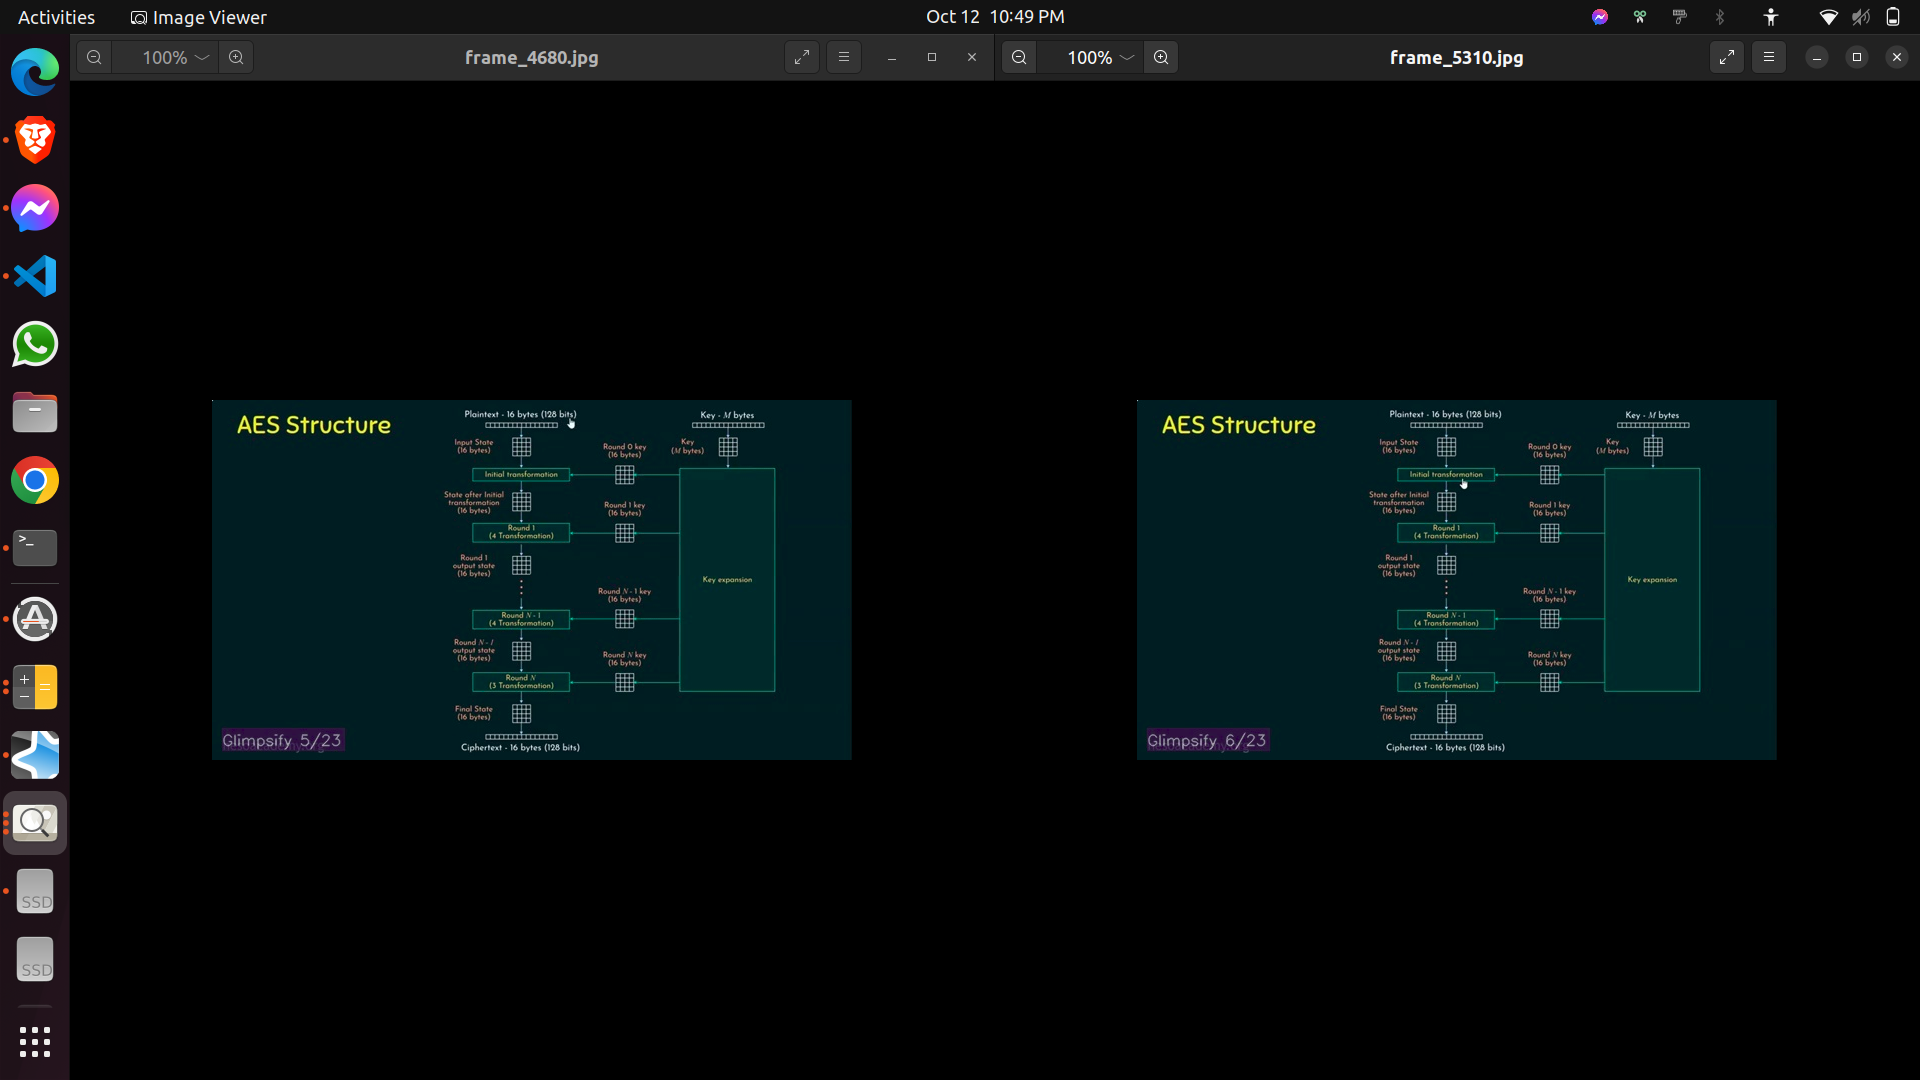 Activities
Image Viewer
Oct 12 10:49 PM
100%
frame_4680.jpg
100%
frame_5310.jpg
AES Structure
Plaintext - 16 bytes (128 bits)
Key - M bytes
Input State
(16 bytes)
Round 0 key
(16 bytes)
Key
(M bytes)
Initial transformation
State after Initial
transformation
(16 bytes)
Round 1 key
(16 bytes)
Round 1
(4 Transformation)
Round 1
output state
(16 bytes)
Key expansion
Round N - 1 key
(16 bytes)
Round N - 1
(4 Transformation)
Round N - 1
output state
(16 bytes)
Round N key
(16 bytes)
Round N
(3 Transformation)
Final State
(16 bytes)
Glimpsify 5/23
Ciphertext - 16 bytes (128 bits)
AES Structure
Plaintext - 16 bytes (128 bits)
Key - M bytes
Input State
(16 bytes)
Round 0 key
(16 bytes)
Key
(M bytes)
Initial transformation
State after Initial
transformation
(16 bytes)
Round 1 key
(16 bytes)
Round 1
(4 Transformation)
Round 1
output state
(16 bytes)
Key expansion
Round N - 1 key
(16 bytes)
Round N - 1
(4 Transformation)
Round N - 1
output state
(16 bytes)
Round N key
(16 bytes)
Round N
(3 Transformation)
Final State
(16 bytes)
Glimpsify 6/23
Ciphertext - 16 bytes (128 bits)
SSD
SSD